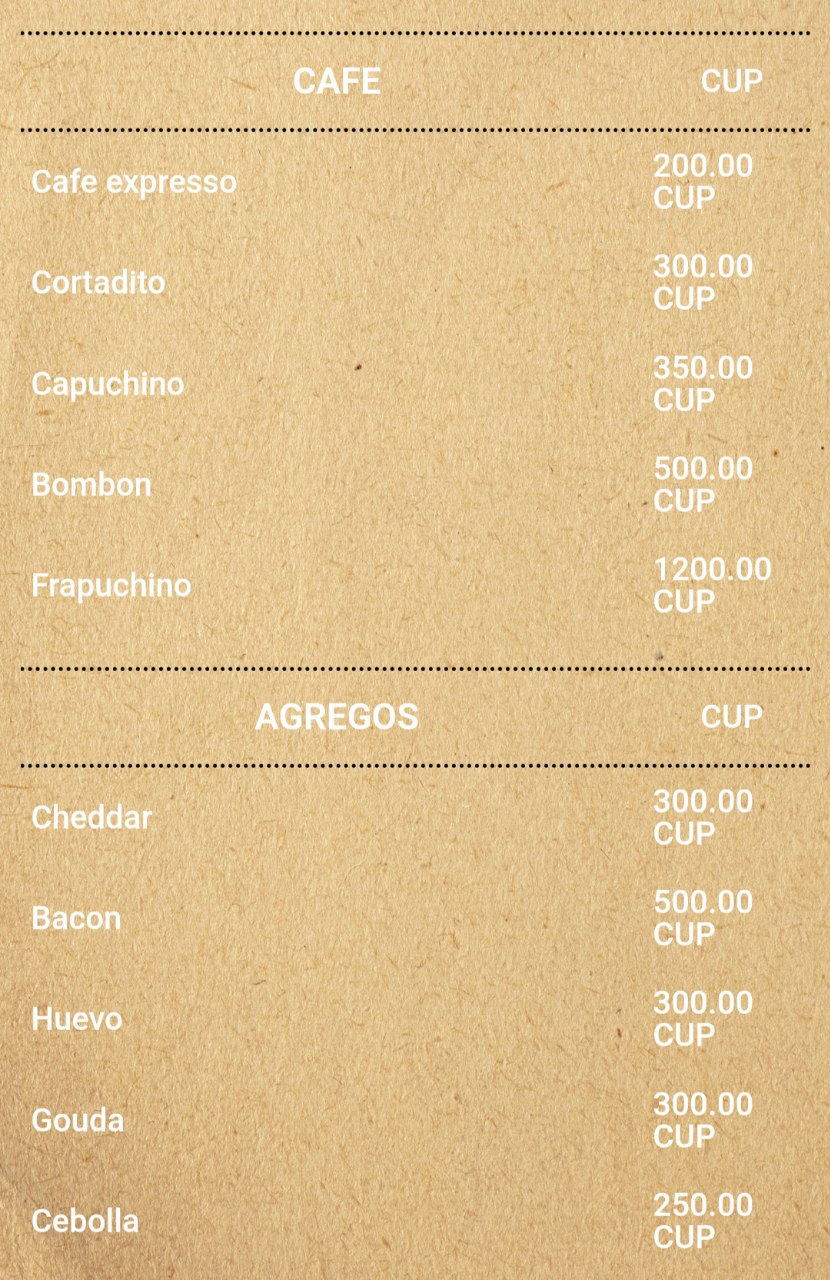 CAFE CUP
Cafe expresso 200.00 CUP
Cortadito 300.00 CUP
Capuchino 350.00 CUP
Bombon 500.00 CUP
Frapuchino 1200.00 CUP
AGREGOS CUP
Cheddar 300.00 CUP
Bacon 500.00 CUP
Huevo 300.00 CUP
Gouda 300.00 CUP
Cebolla 250.00 CUP